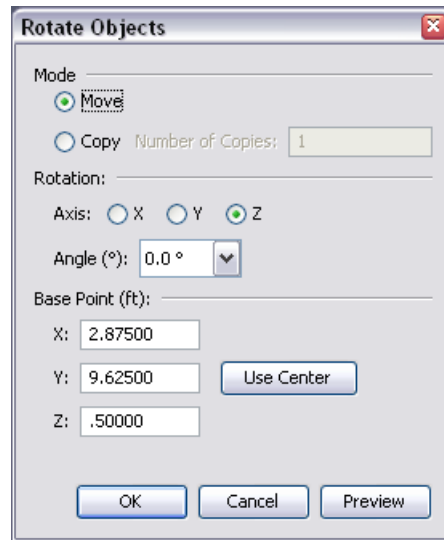 Rotate Objects
Mode
Move
Copy Number of Copies: 1
Rotation:
Axis: X Y Z
Angle (°): 0.0 °
Base Point (ft):
X: 2.87500
Y: 9.62500 Use Center
Z: .50000
OK Cancel Preview